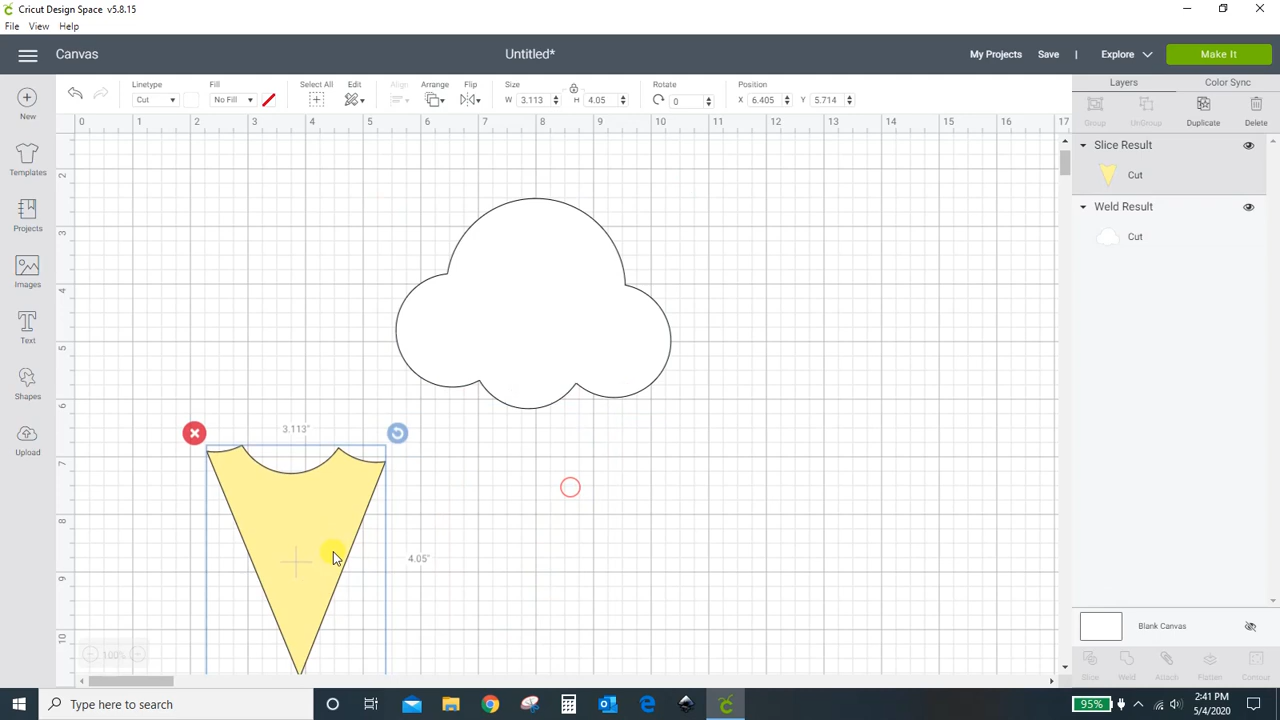 Cricut Design Space v5.8.15
File View Help
Canvas
Untitled*
My Projects Save | Explore Make It
Linetype Fill Select All Edit Align Arrange Flip Size Rotate Position
Cut No Fill W 3.113 H 4.05 0 X 6.405 Y 5.714
Layers Color Sync
Group UnGroup Duplicate Delete
0 1 2 3 4 5 6 7 8 9 10 11 12 13 14 15 16 17
2
3
4
5
6
7
8
9
10
New
Templates
Projects
Images
Text
Shapes
Upload
3.113"
4.05"
100%
Slice Result
Cut
Weld Result
Cut
Blank Canvas
Slice Weld Attach Flatten Contour
Type here to search
95%
2:41 PM
5/4/2020